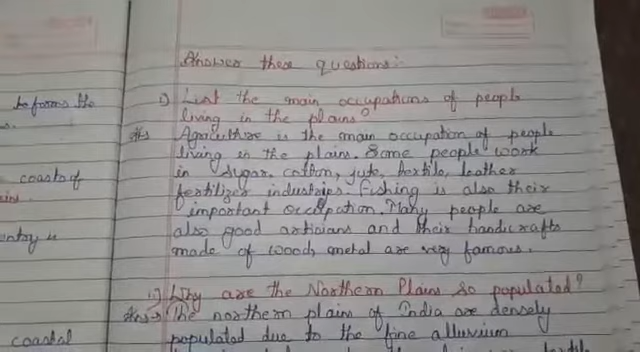 Answer these questions:
to forms the
i) List the main occupations of people
living in the plains?
Ans Agriculture is the main occupation of people
living in the plains. Some people work
in sugar, cotton, jute, textile, leather
coasts of
fertilizer industries. Fishing is also their
important occupation. Many people are
also good artisians and their handicrafts
made of wood, metal are very famous.
ii) Why are the Northern Plains so populated?
Ans The northern plains of India are densely
coastal
populated due to the fine alluvium